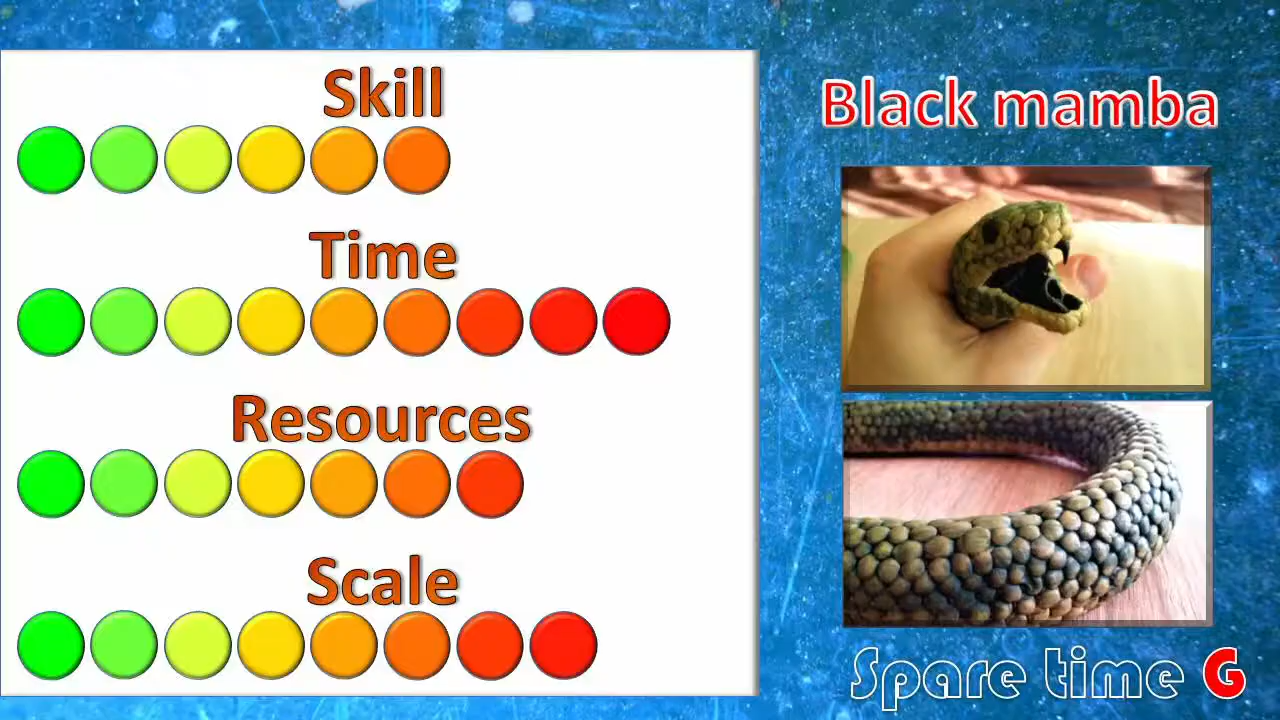 Skill
Time
Resources
Scale
Black mamba
Spare time G